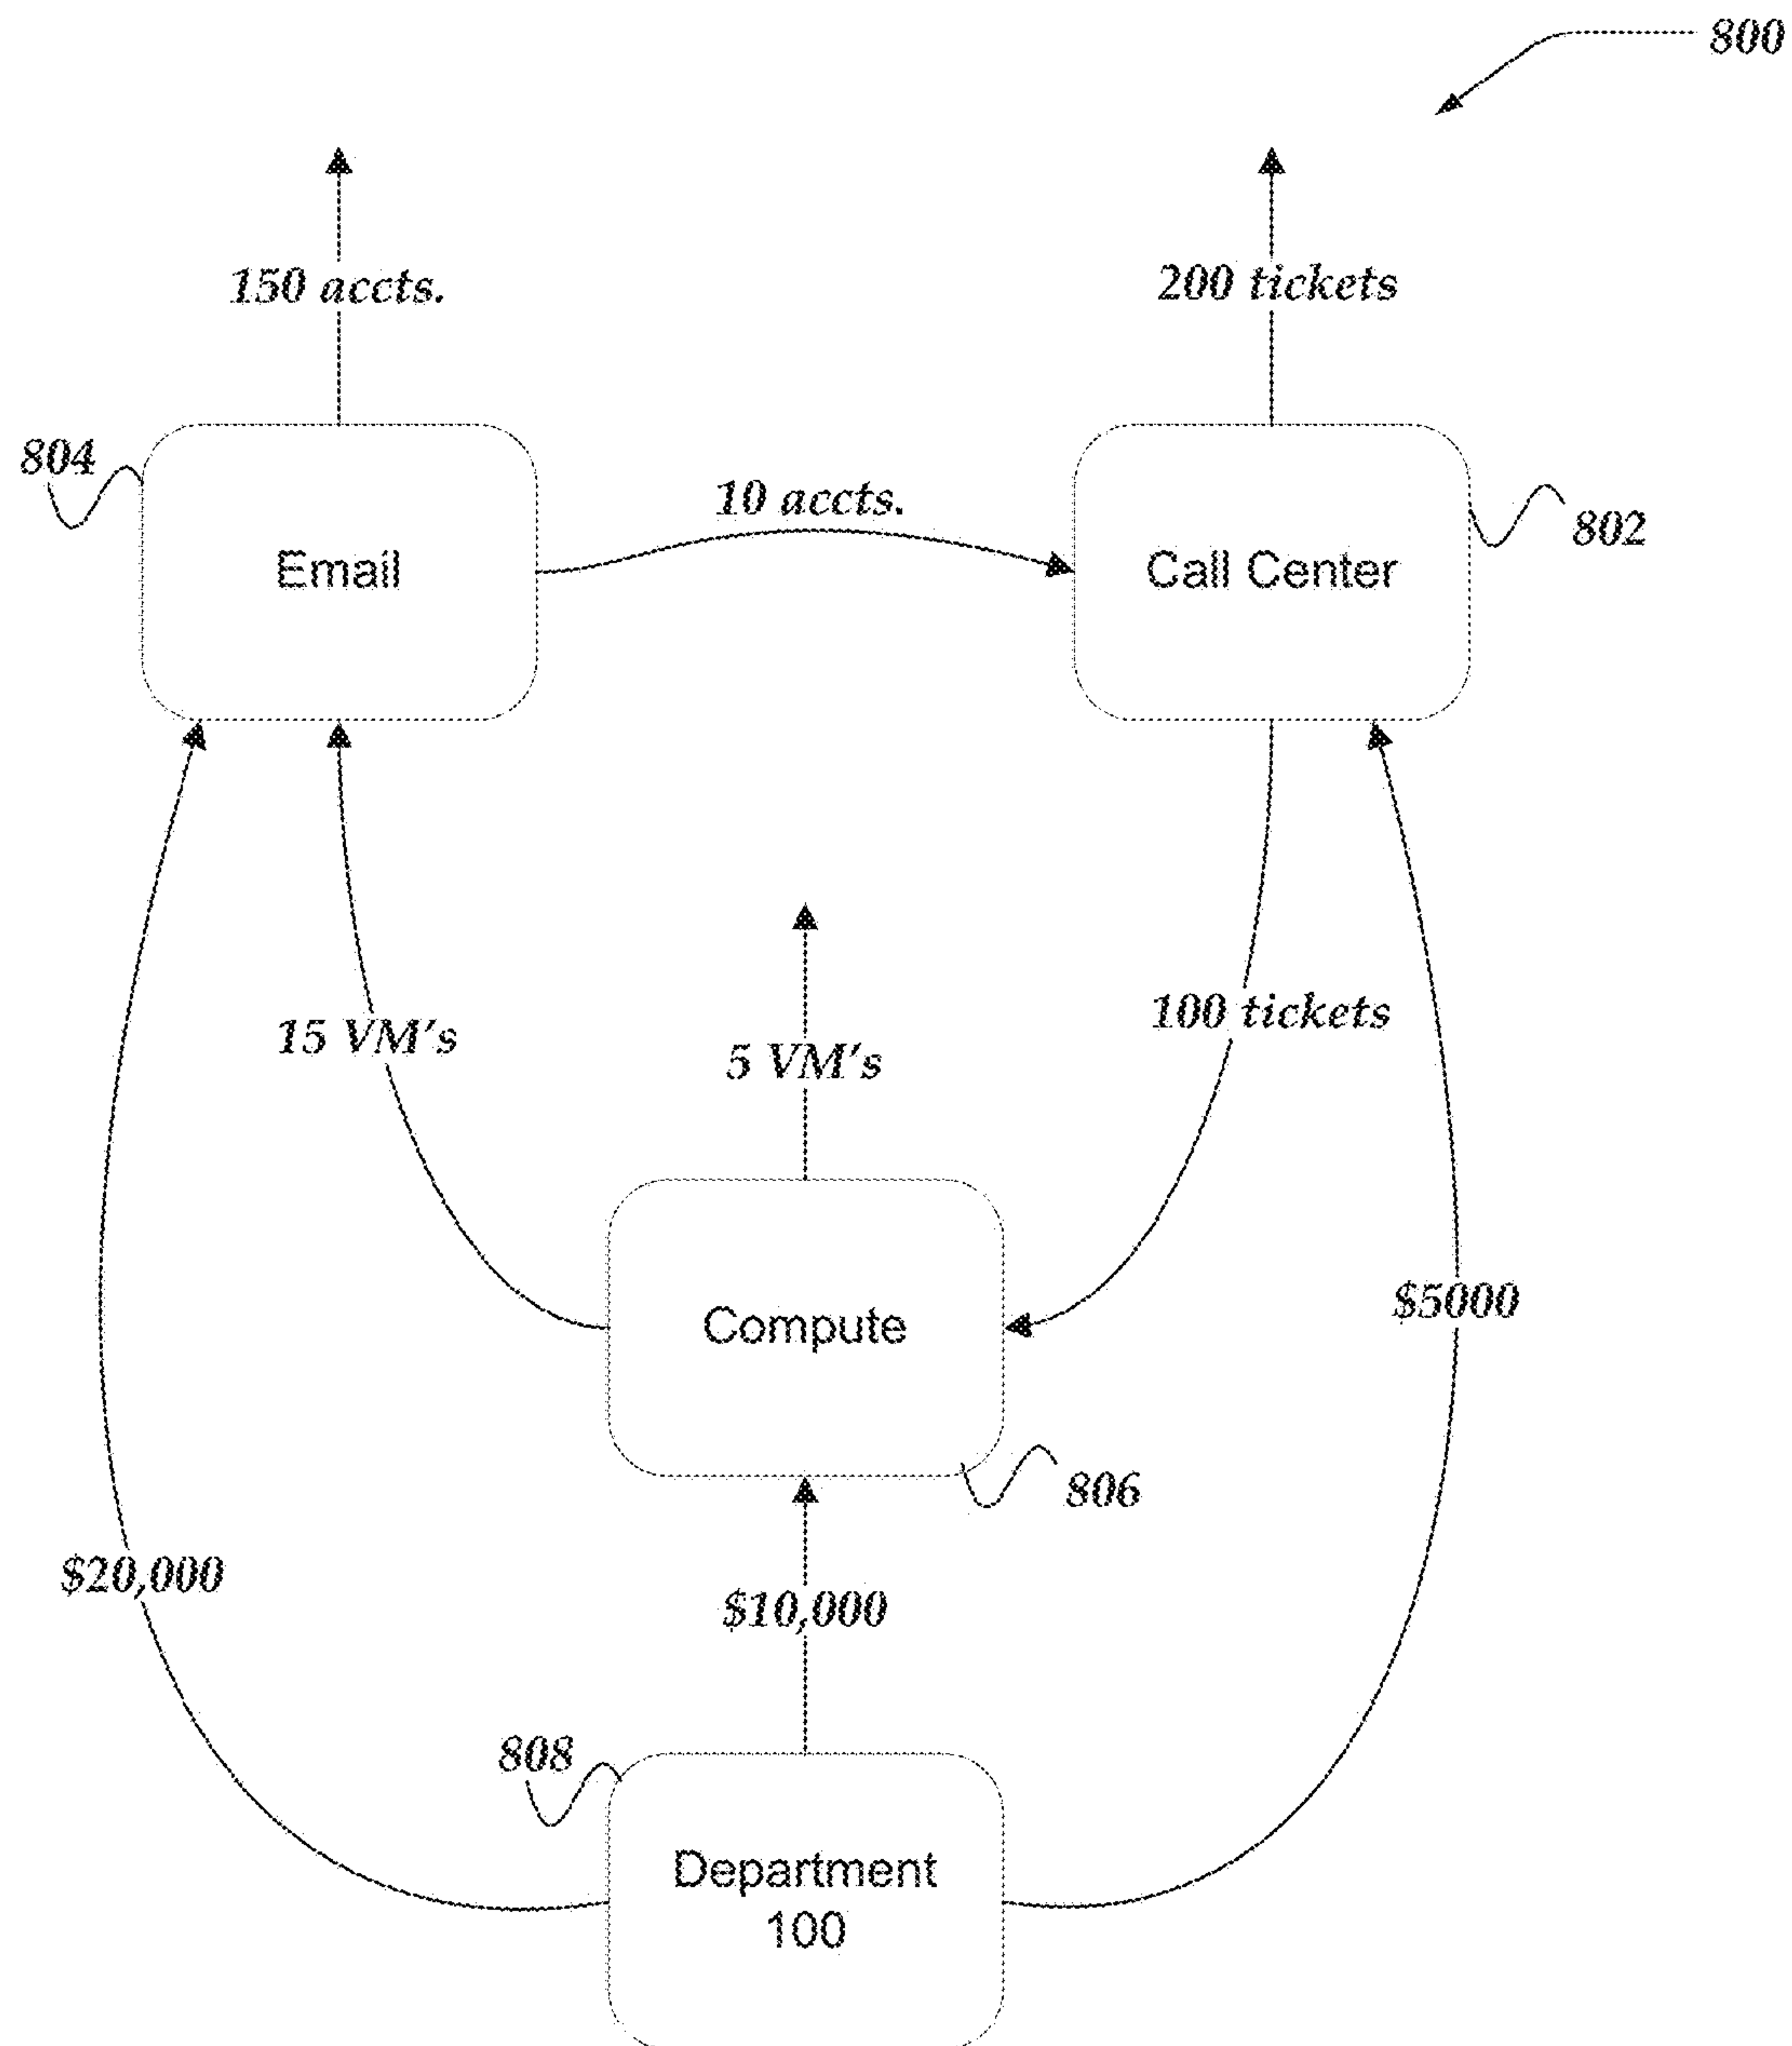 800
150 accts.
200 tickets
804
10 accts.
802
Email
Call Center
15 VM's
5 VM's
100 tickets
Compute
$5000
806
$20,000
$10,000
808
Department
100